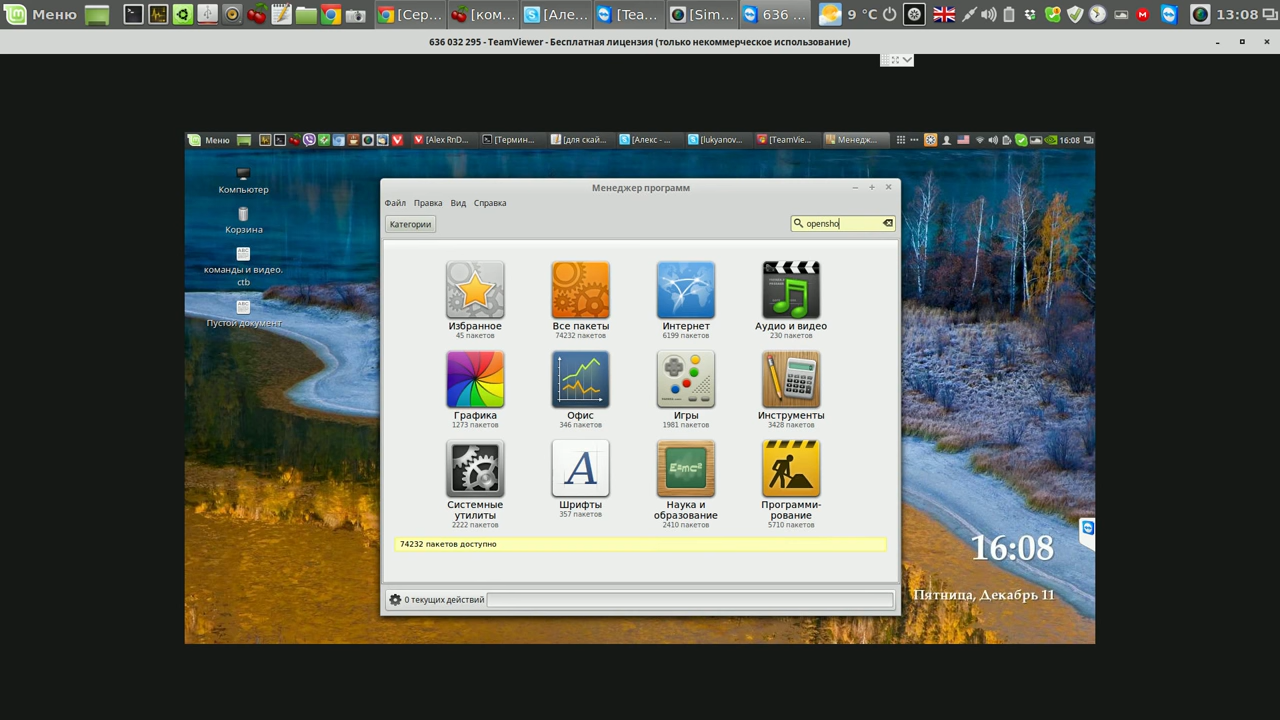 Меню
[Сер...
[ком...
[Але...
[Tea...
[Sim...
636 ...
9 °C
13:08
636 032 295 - TeamViewer - Бесплатная лицензия (только некоммерческое использование)
Меню
[Alex RnD...
[Термин...
[для скай...
[Алекс - ...
[lukyanov...
[TeamVie...
Менедж...
16:08
Компьютер
Корзина
команды и видео.
ctb
Пустой документ
Менеджер программ
Файл Правка Вид Справка
Категории
opensho
Избранное
45 пакетов
Все пакеты
74232 пакетов
Интернет
6199 пакетов
Аудио и видео
230 пакетов
Графика
1273 пакетов
Офис
346 пакетов
Игры
1981 пакетов
Инструменты
3428 пакетов
Системные
утилиты
2222 пакетов
Шрифты
357 пакетов
Наука и
образование
2410 пакетов
Программи-
рование
5710 пакетов
74232 пакетов доступно
0 текущих действий
16:08
Пятница, Декабрь 11